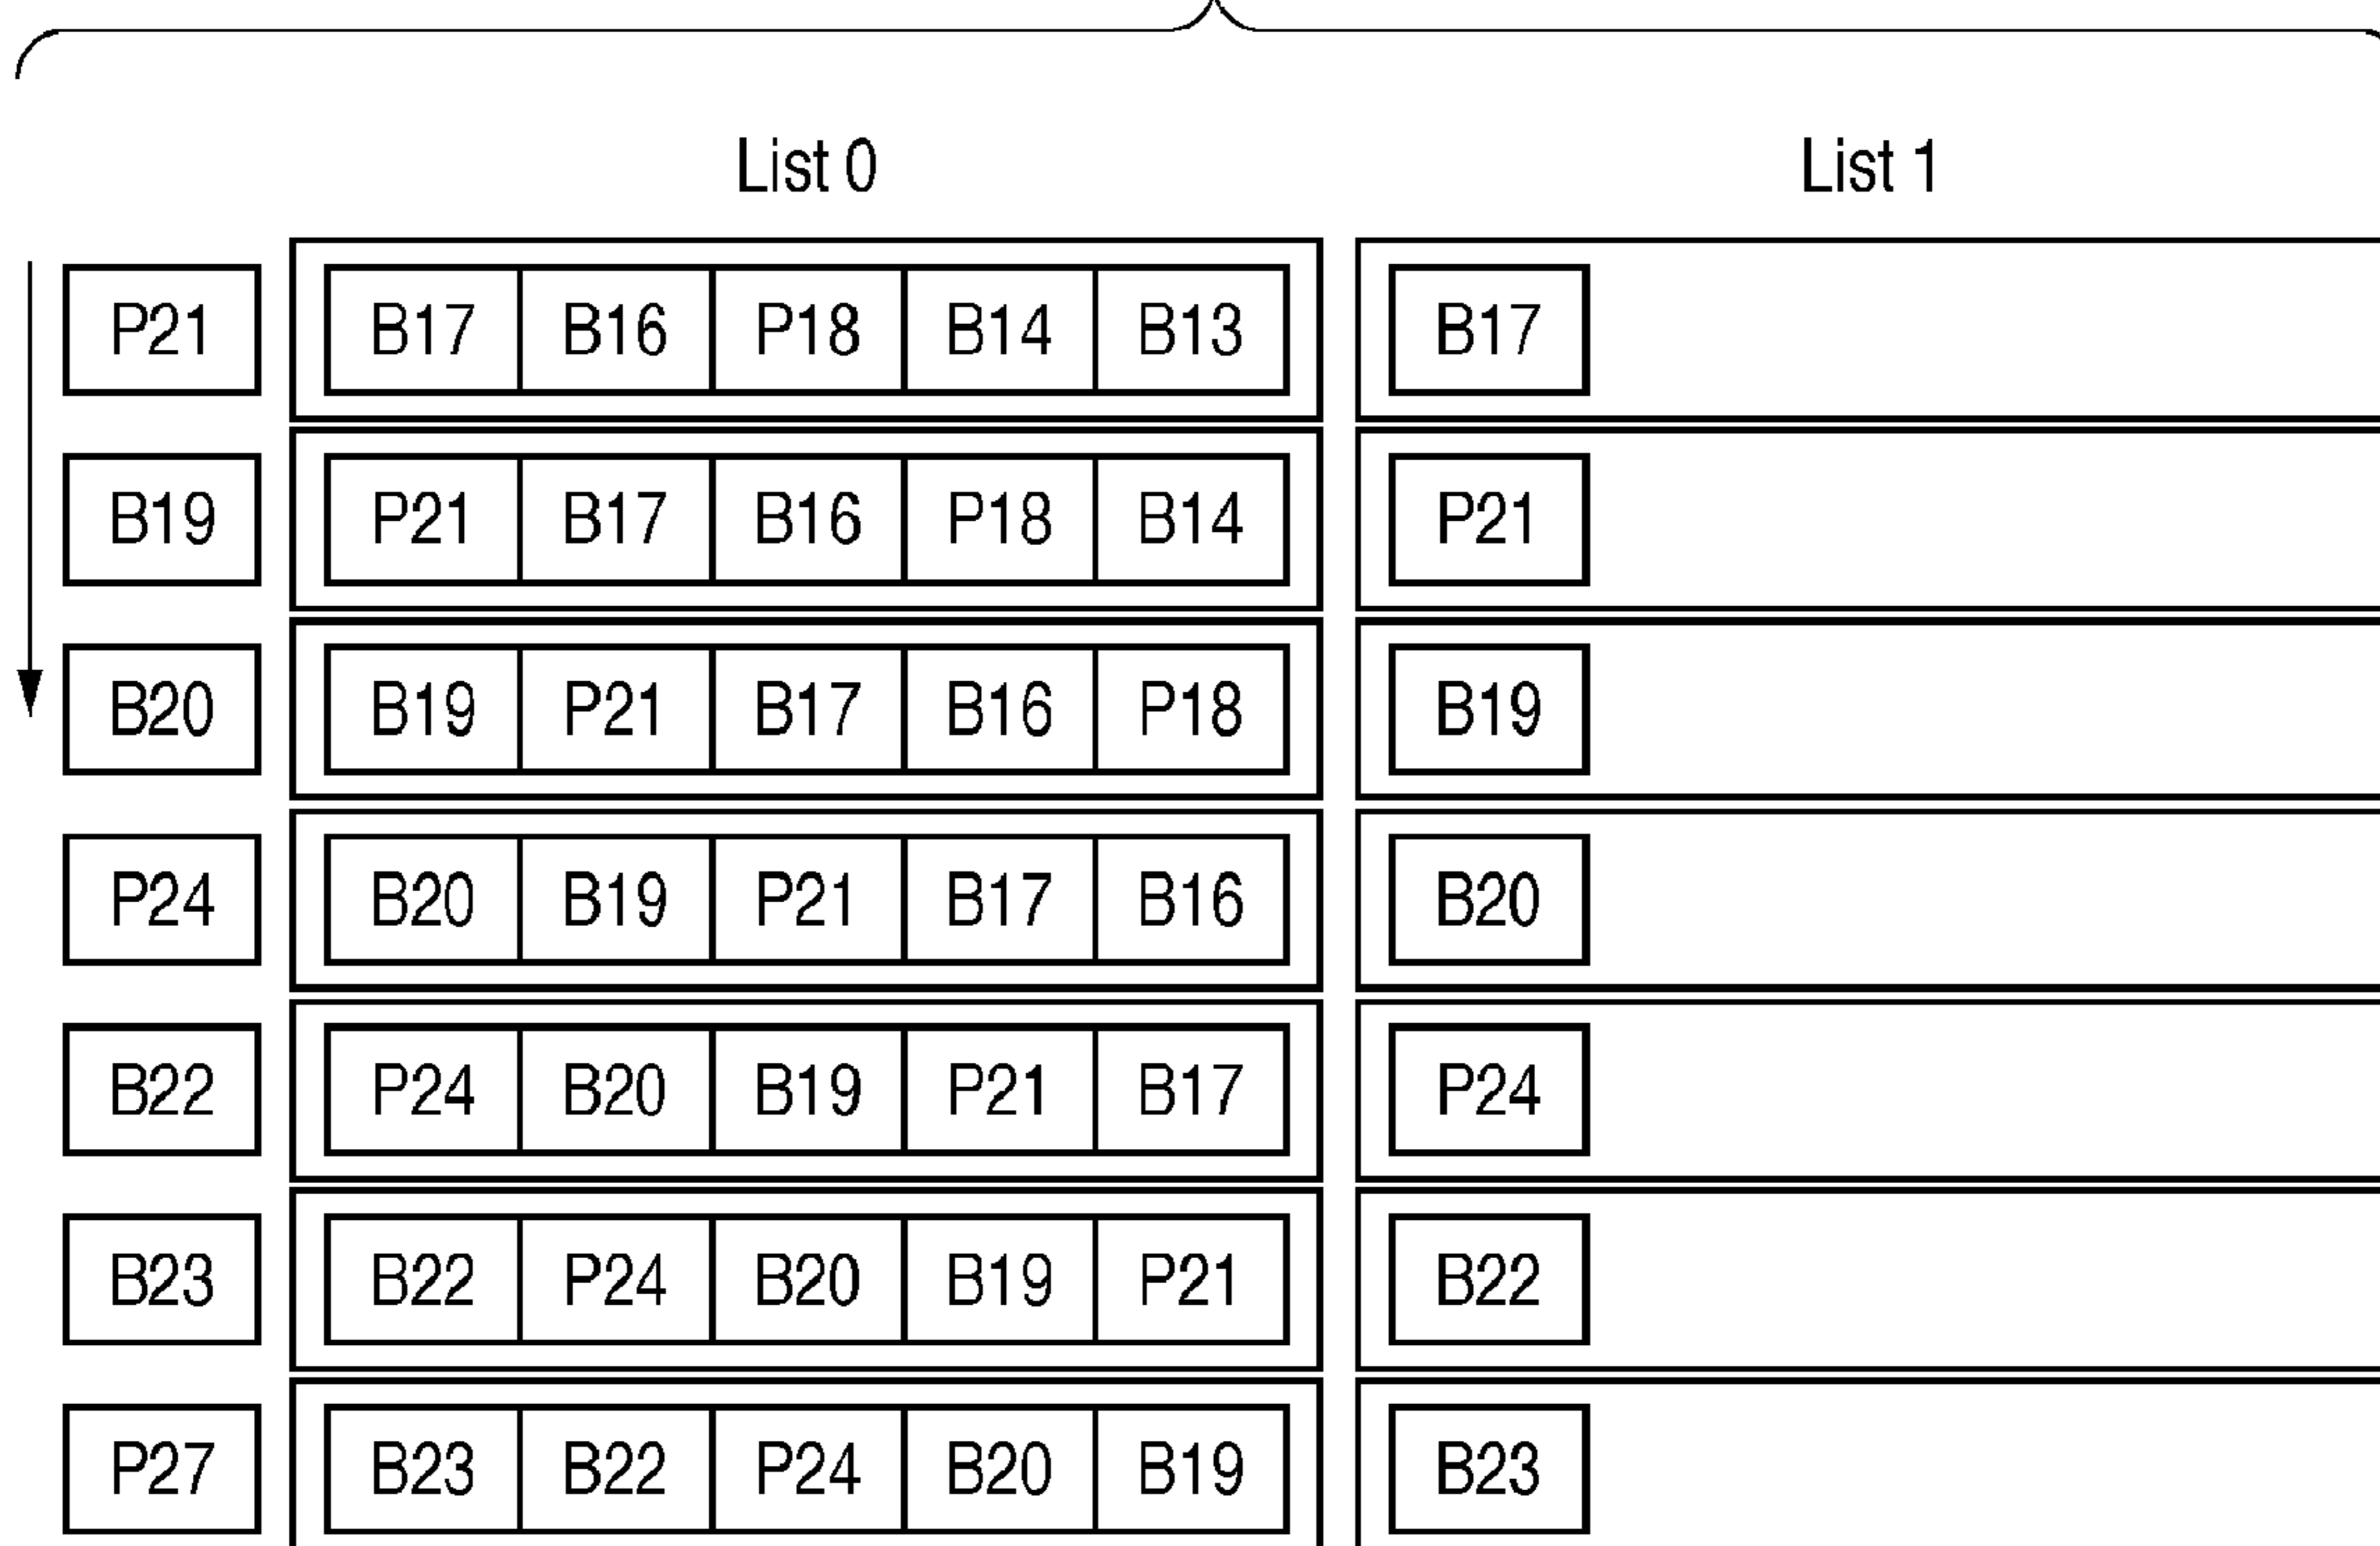 List 0 List 1
P21 B17 B16 P18 B14 B13 B17
B19 P21 B17 B16 P18 B14 P21
B20 B19 P21 B17 B16 P18 B19
P24 B20 B19 P21 B17 B16 B20
B22 P24 B20 B19 P21 B17 P24
B23 B22 P24 B20 B19 P21 B22
P27 B23 B22 P24 B20 B19 B23